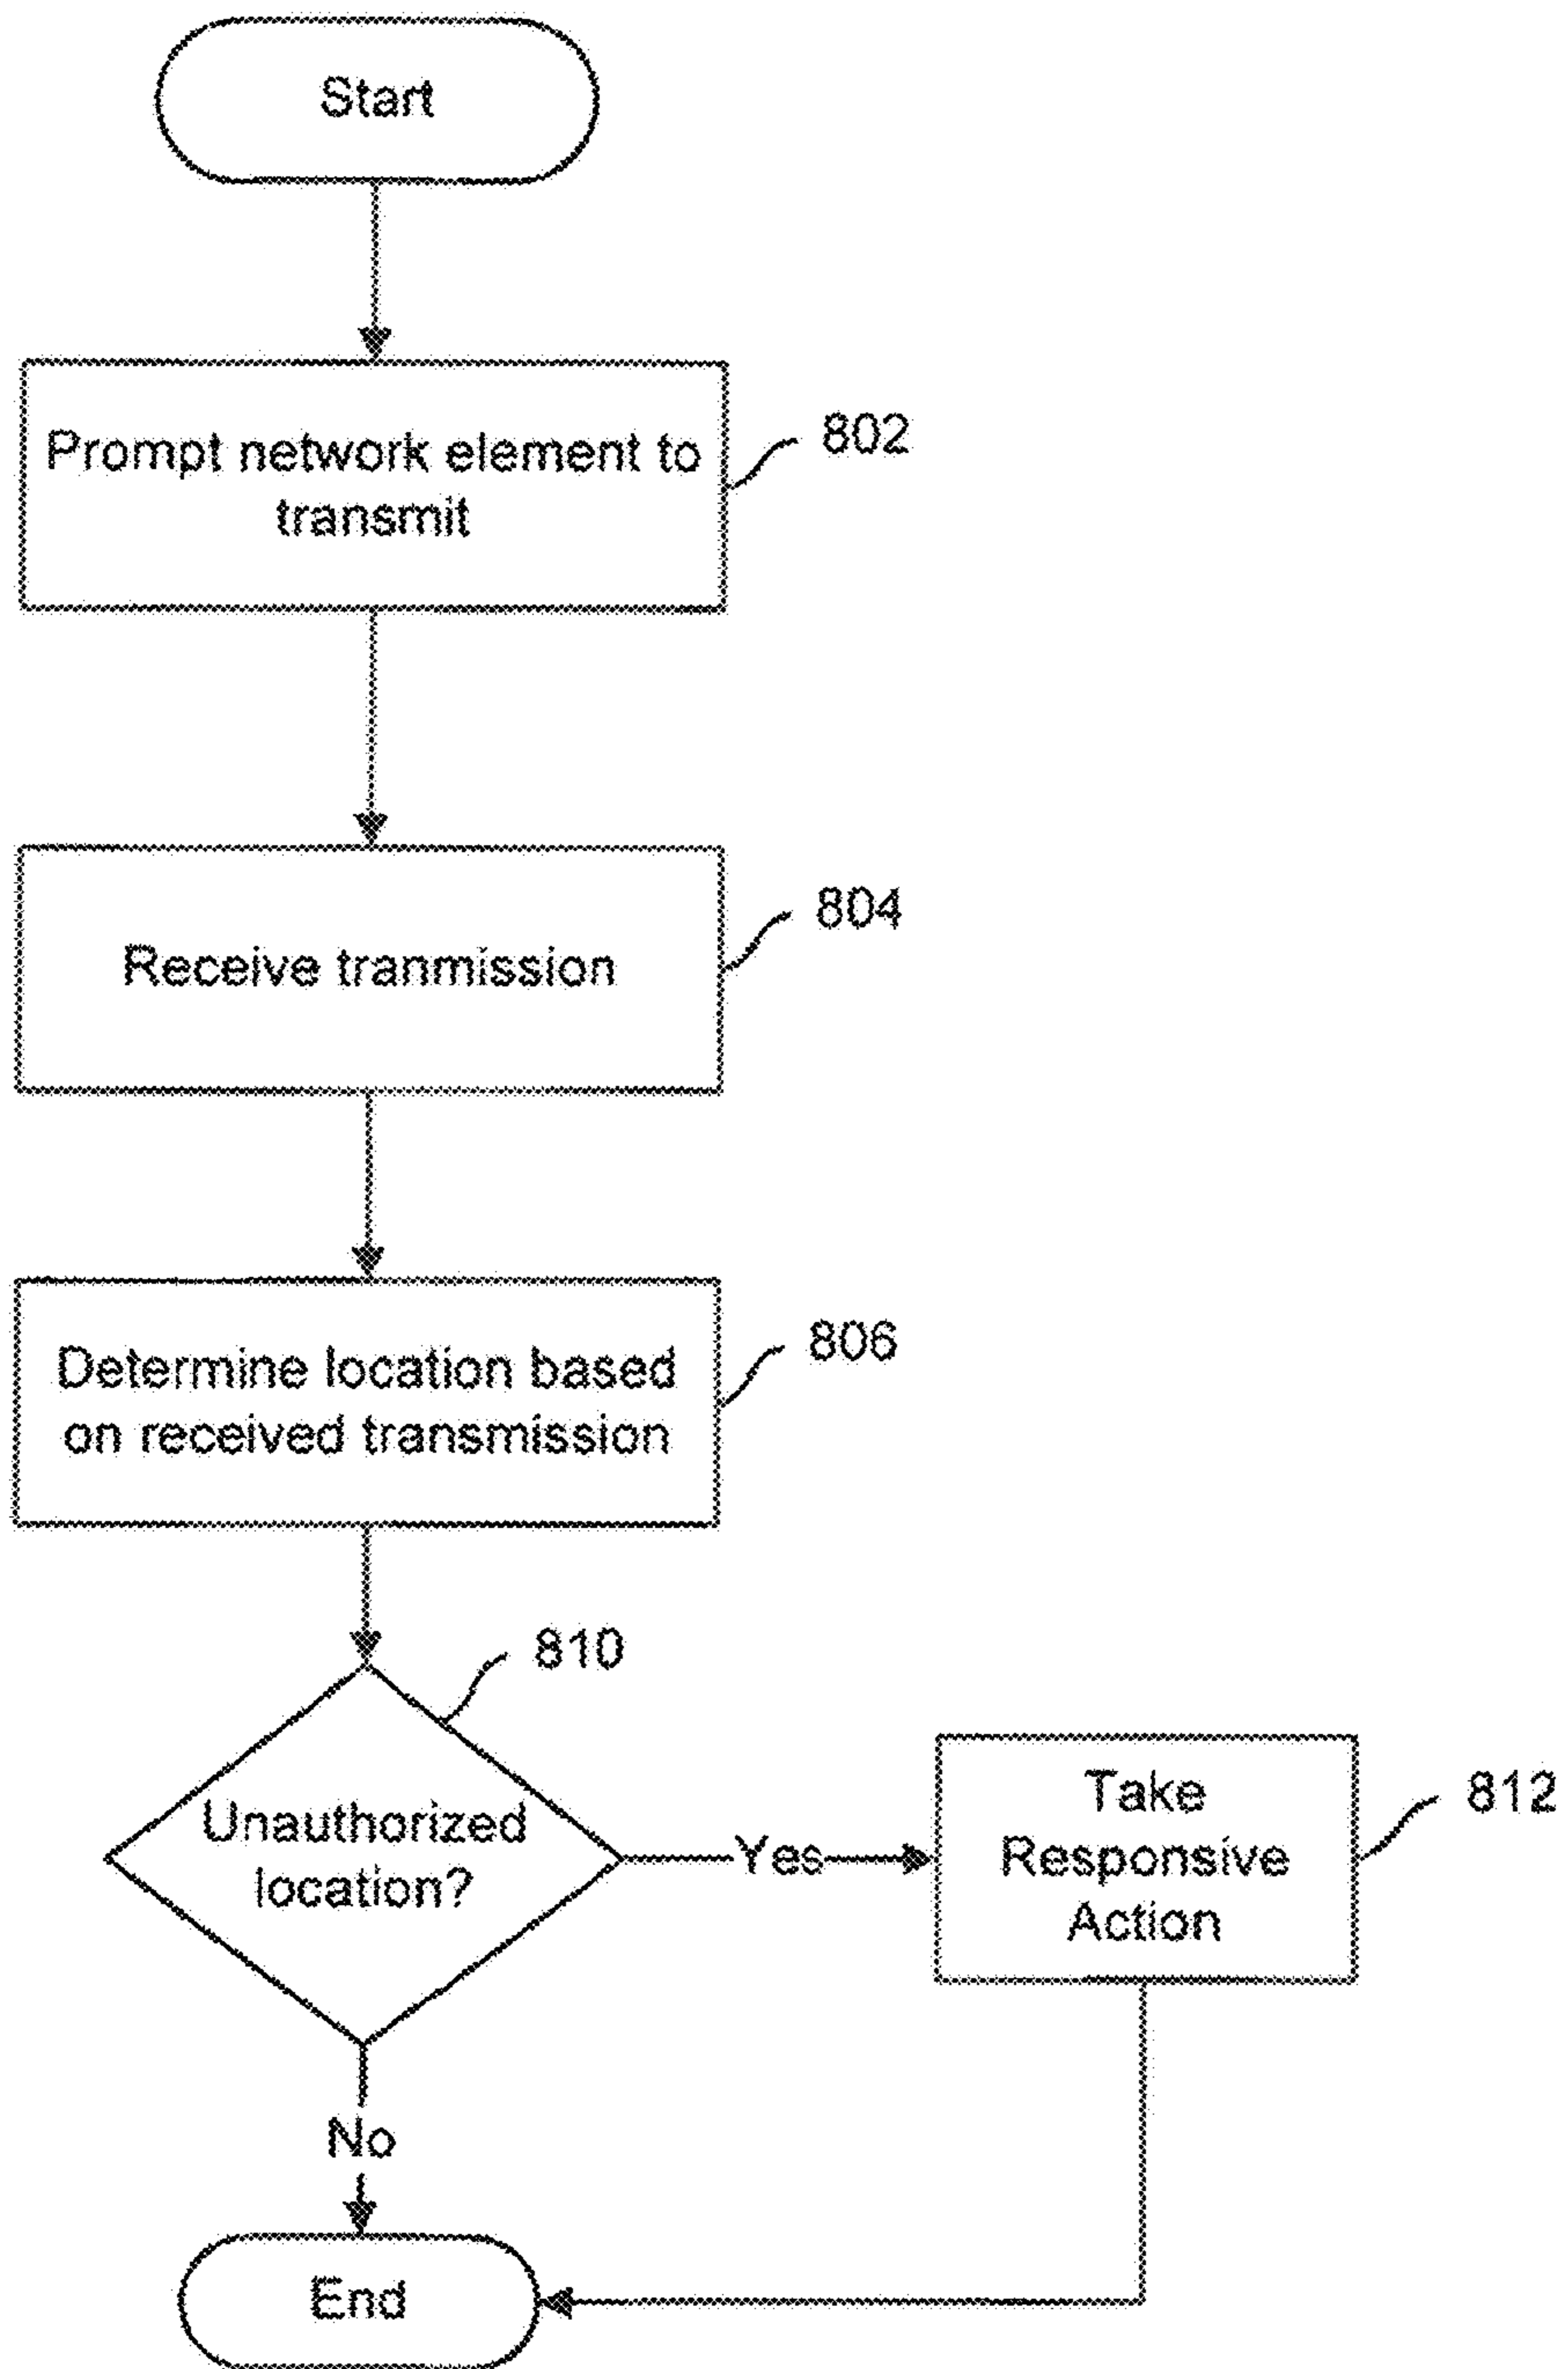 Start
Prompt network element to
transmit
802
Receive tranmission
804
Determine location based
on received transmission
806
810
Unauthorized
location?
Yes
Take
Responsive
Action
812
No
End